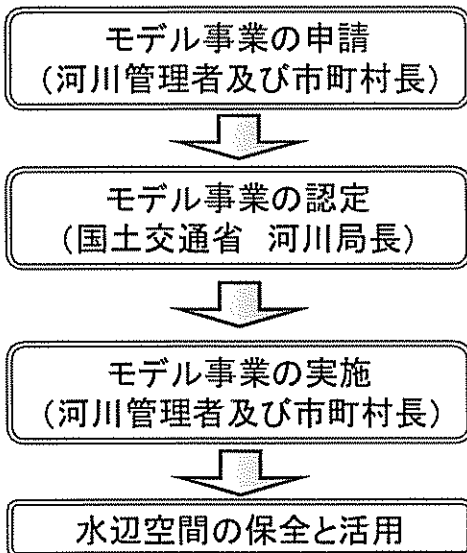 モデル事業の申請
（河川管理者及び市町村長）
モデル事業の認定
（国土交通省　河川局長）
モデル事業の実施
（河川管理者及び市町村長）
水辺空間の保全と活用